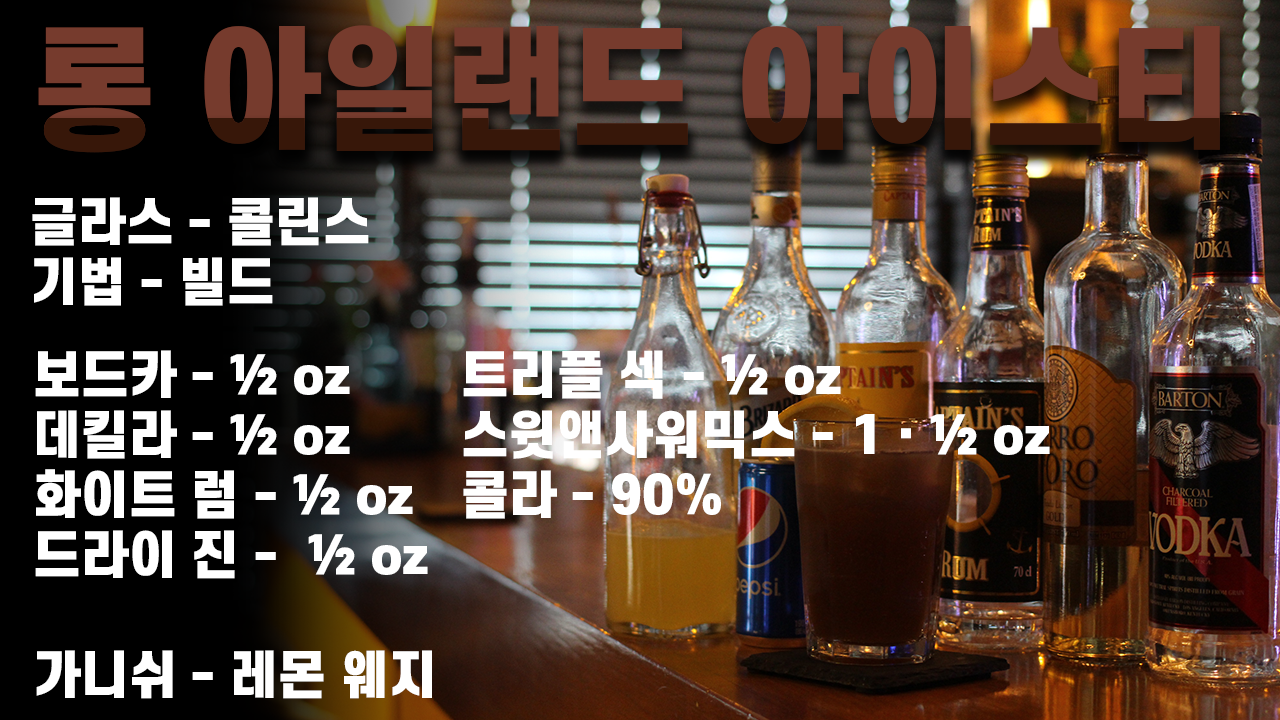 롱 아일랜드 아이스티
글라스 - 콜린스
기법 - 빌드
보드카 - ½ oz
데킬라 - ½ oz
화이트 럼 - ½ oz
드라이 진 - ½ oz
트리플 섹 - ½ oz
스윗앤사워믹스 - 1 · ½ oz
콜라 - 90%
가니쉬 - 레몬 웨지
pepsi
RUM
70 cl
BARTON
VODKA
BARTON
CHARCOAL
FILTERED
VODKA